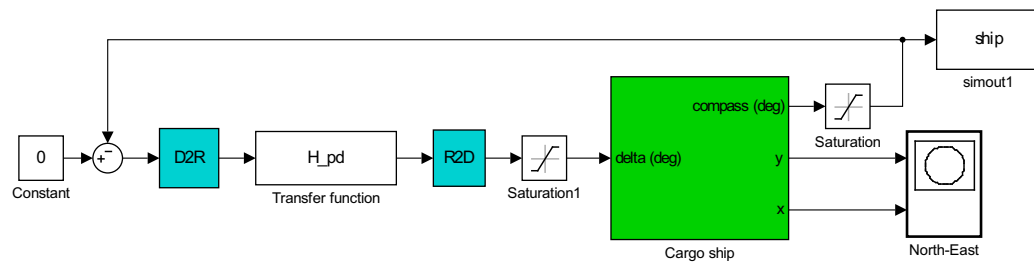 ship
simout1
compass (deg)
Saturation
0
Constant
+
−
D2R
H_pd
Transfer function
R2D
Saturation1
delta (deg)
y
x
Cargo ship
North-East